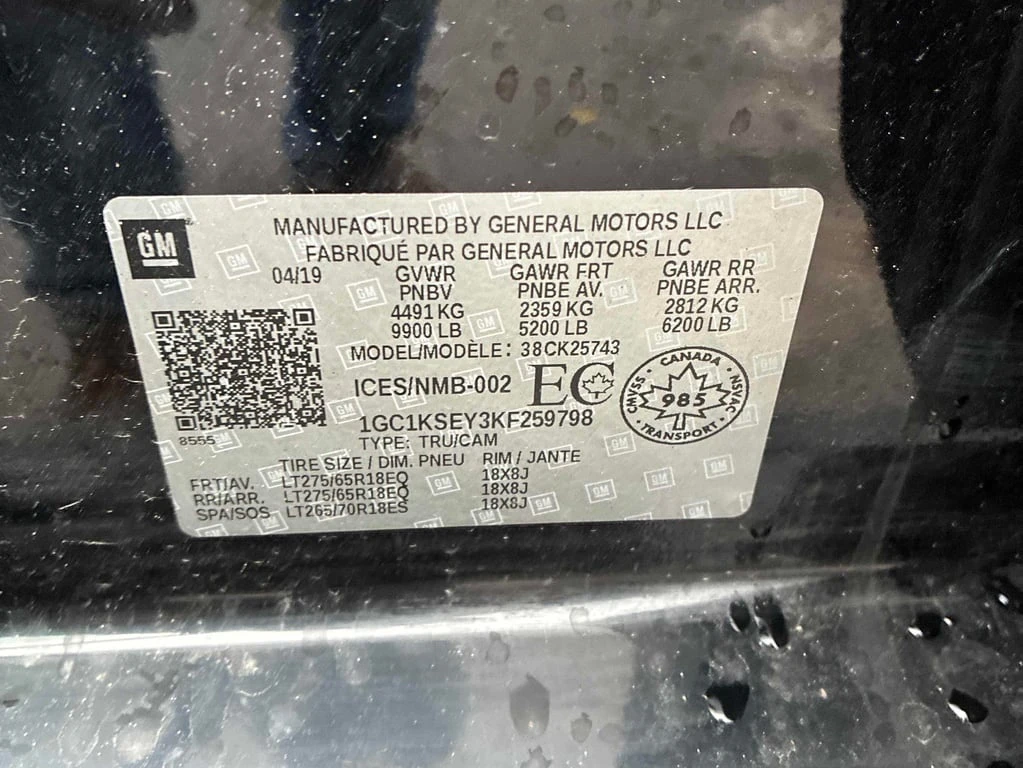 GM
MANUFACTURED BY GENERAL MOTORS LLC
FABRIQUÉ PAR GENERAL MOTORS LLC
04/19 GVWR GAWR FRT GAWR RR
PNBV PNBE AV. PNBE ARR.
4491 KG 2359 KG 2812 KG
9900 LB 5200 LB 6200 LB
MODEL/MODÈLE: 38CK25743
ICES/NMB-002 EC
CANADA
CMVSS 985 NSVAC
TRANSPORT
1GC1KSEY3KF259798
8555
TYPE: TRU/CAM
TIRE SIZE / DIM. PNEU RIM / JANTE
FRT/AV. LT275/65R18EQ 18X8J
RR/ARR. LT275/65R18EQ 18X8J
SPA/SOS LT265/70R18ES 18X8J